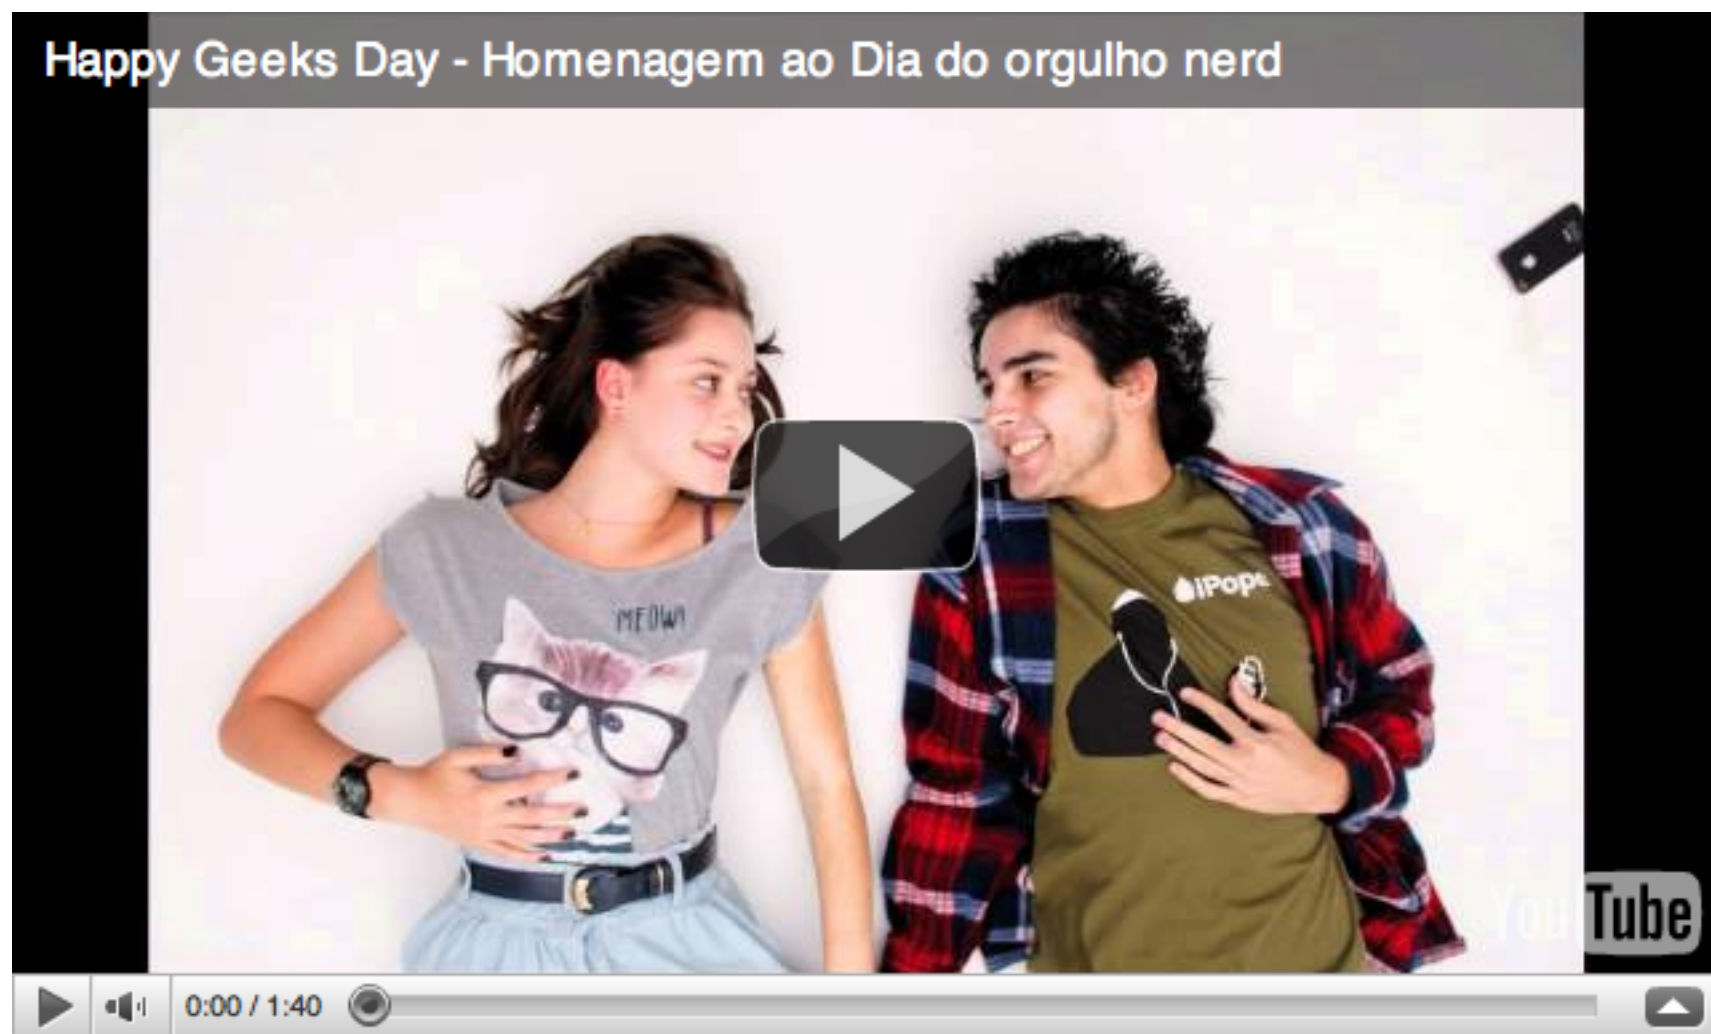 Happy Geeks Day - Homenagem ao Dia do orgulho nerd
MEOW!
iPope
YouTube
0:00 / 1:40